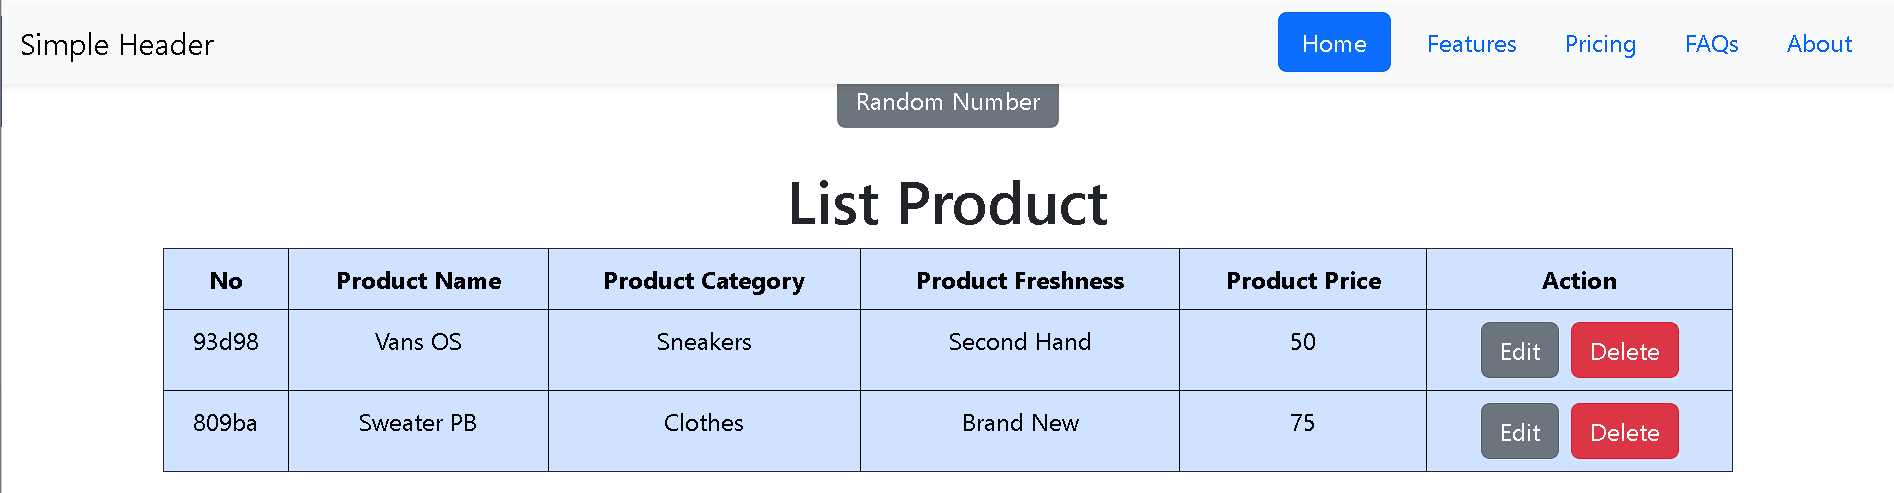 Simple Header Home Features Pricing FAQs About
Random Number
List Product
No Product Name Product Category Product Freshness Product Price Action
93d98 Vans OS Sneakers Second Hand 50 Edit Delete
809ba Sweater PB Clothes Brand New 75 Edit Delete